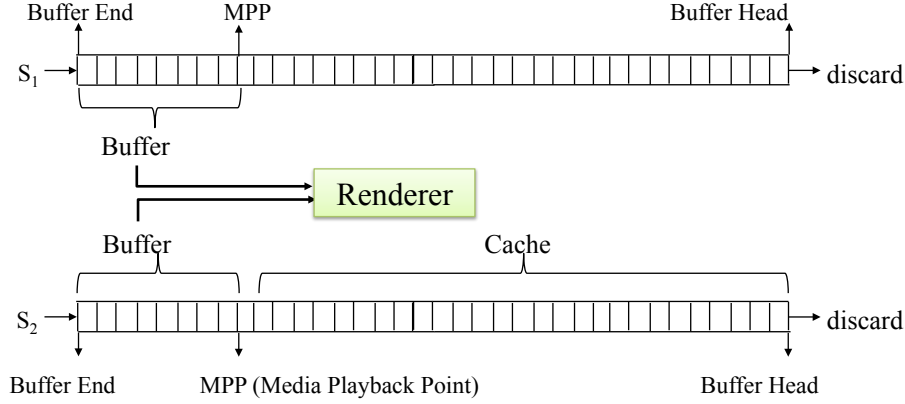 Buffer End MPP Buffer Head
S1 discard
Buffer
Renderer
Buffer Cache
S2 discard
Buffer End MPP (Media Playback Point) Buffer Head